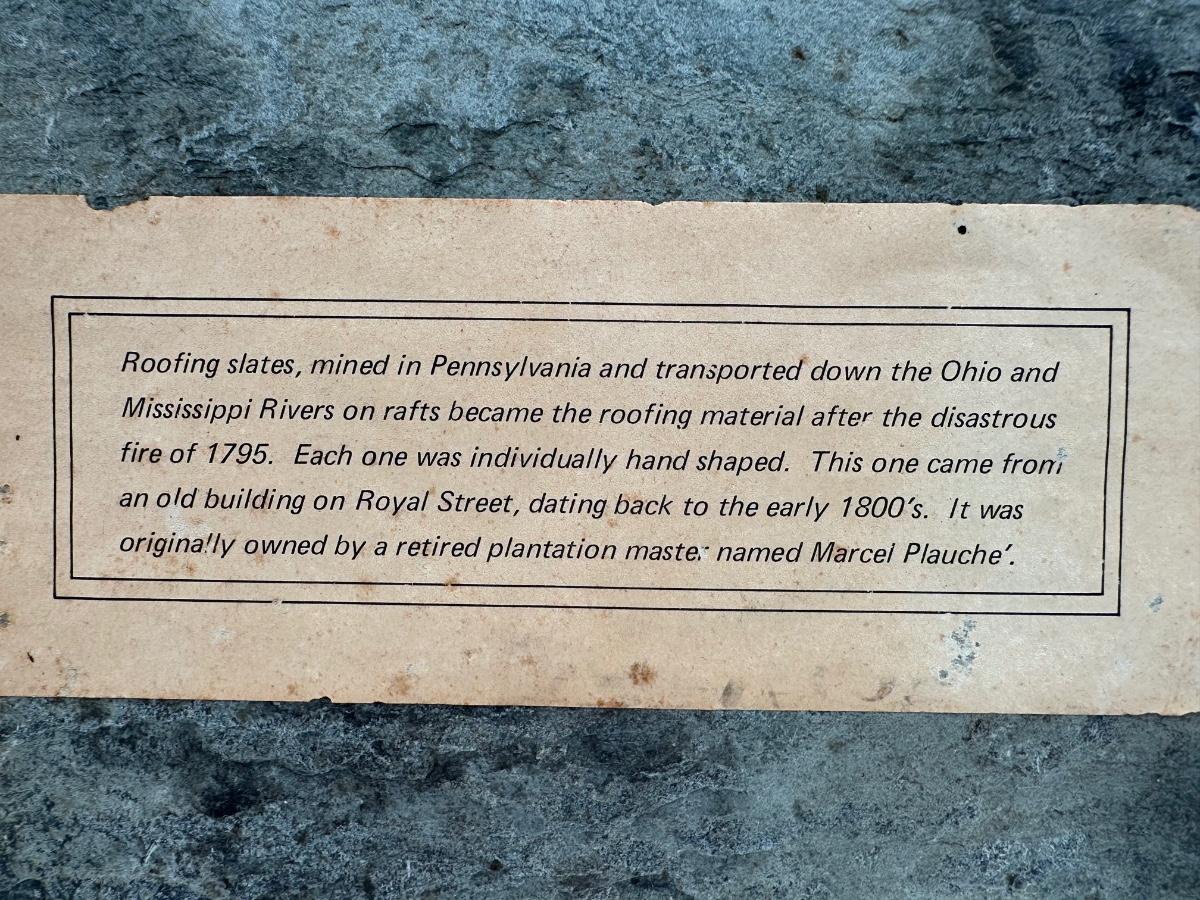 Roofing slates, mined in Pennsylvania and transported down the Ohio and
Mississippi Rivers on rafts became the roofing material after the disastrous
fire of 1795. Each one was individually hand shaped. This one came from
an old building on Royal Street, dating back to the early 1800's. It was
originally owned by a retired plantation master named Marcel Plauche'.